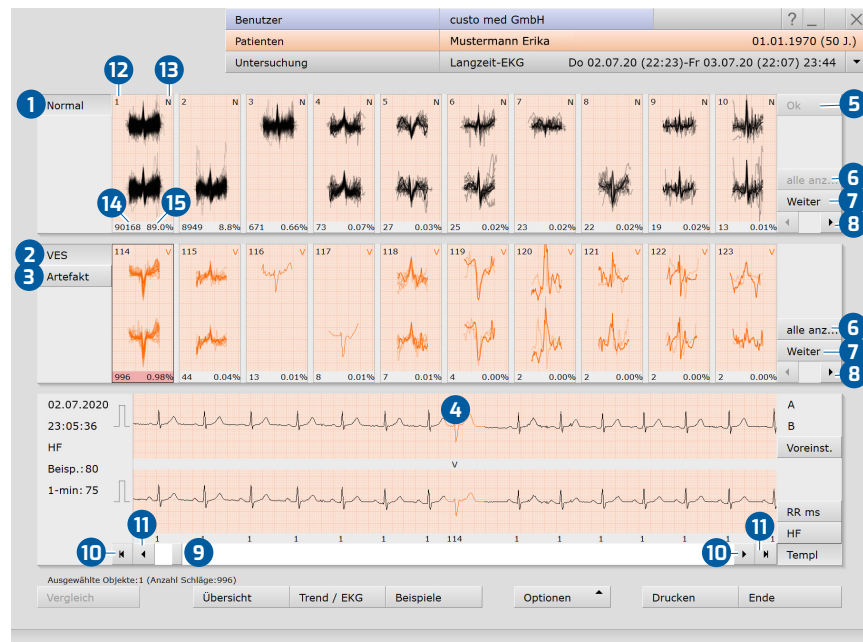 Benutzer custo med GmbH ? _ X
Patienten Mustermann Erika 01.01.1970 (50 J.)
Untersuchung Langzeit-EKG Do 02.07.20 (22:23)-Fr 03.07.20 (22:07) 23:44
12 13
1 Normal 1 N 2 N 3 N 4 N 5 N 6 N 7 N 8 N 9 N 10 N Ok 5
alle anz... 6
14 15 Weiter 7
90168 89.0% 8949 8.8% 671 0.66% 73 0.07% 27 0.03% 25 0.02% 23 0.02% 22 0.02% 19 0.02% 13 0.01% 8
2 VES 114 V 115 V 116 V 117 V 118 V 119 V 120 V 121 V 122 V 123 V
3 Artefakt
alle anz... 6
Weiter 7
996 0.98% 44 0.04% 13 0.01% 8 0.01% 7 0.01% 4 0.00% 2 0.00% 2 0.00% 2 0.00% 2 0.00% 8
02.07.2020 4 A
23:05:36 B
HF Voreinst.
Beisp.:80 V
1-min: 75
RR ms
11 1 1 1 1 1 1 1 114 1 1 1 1 1 1 11 HF
10 9 10 Templ
Ausgewählte Objekte:1 (Anzahl Schläge:996)
Vergleich Übersicht Trend / EKG Beispiele Optionen Drucken Ende